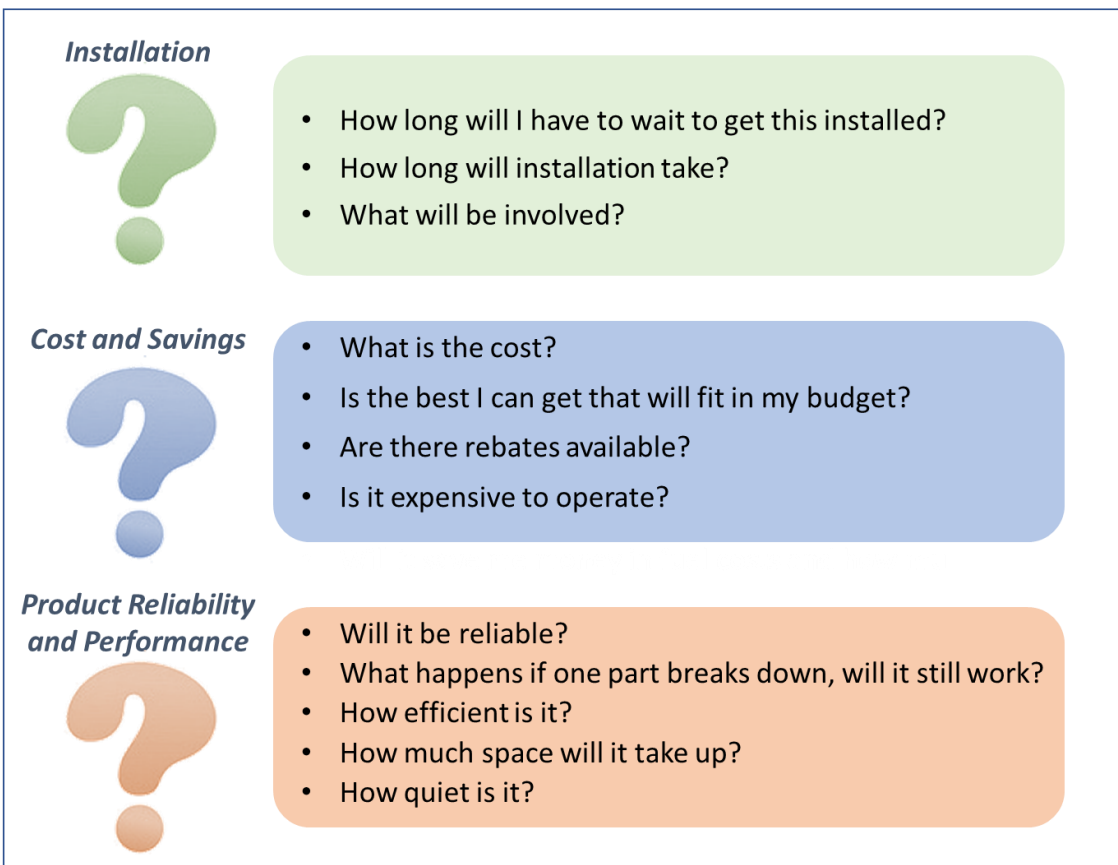 Installation
• How long will I have to wait to get this installed?
• How long will installation take?
• What will be involved?
Cost and Savings
• What is the cost?
• Is the best I can get that will fit in my budget?
• Are there rebates available?
• Is it expensive to operate?
Product Reliability
and Performance
• Will it be reliable?
• What happens if one part breaks down, will it still work?
• How efficient is it?
• How much space will it take up?
• How quiet is it?